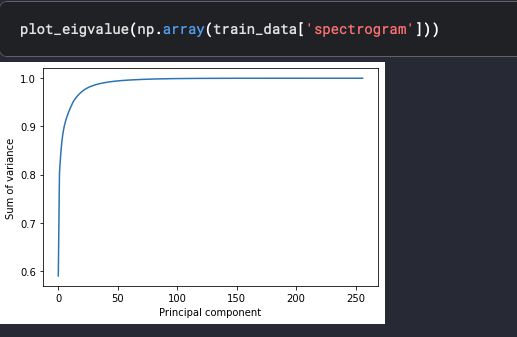 plot_eigvalue(np.array(train_data['spectrogram']))
1.0
0.9
0.8
0.7
0.6
Sum of variance
0 50 100 150 200 250
Principal component